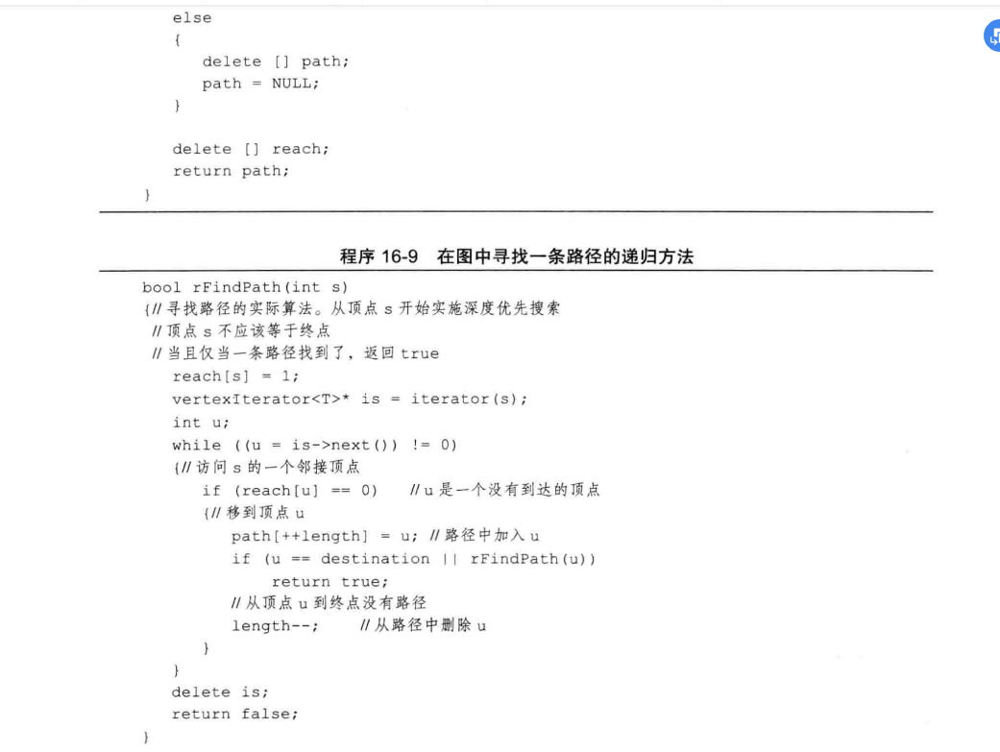 else
{
delete [] path;
path = NULL;
}
delete [] reach;
return path;
}
程序 16-9 在图中寻找一条路径的递归方法
bool rFindPath(int s)
{// 寻找路径的实际算法。从顶点 s 开始实施深度优先搜索
// 顶点 s 不应该等于终点
// 当且仅当一条路径找到了，返回 true
reach[s] = 1;
vertexIterator<T>* is = iterator(s);
int u;
while ((u = is->next()) != 0)
{// 访问 s 的一个邻接顶点
if (reach[u] == 0) // u 是一个没有到达的顶点
{// 移到顶点 u
path[++length] = u; // 路径中加入 u
if (u == destination || rFindPath(u))
return true;
// 从顶点 u 到终点没有路径
length--; // 从路径中删除 u
}
}
delete is;
return false;
}